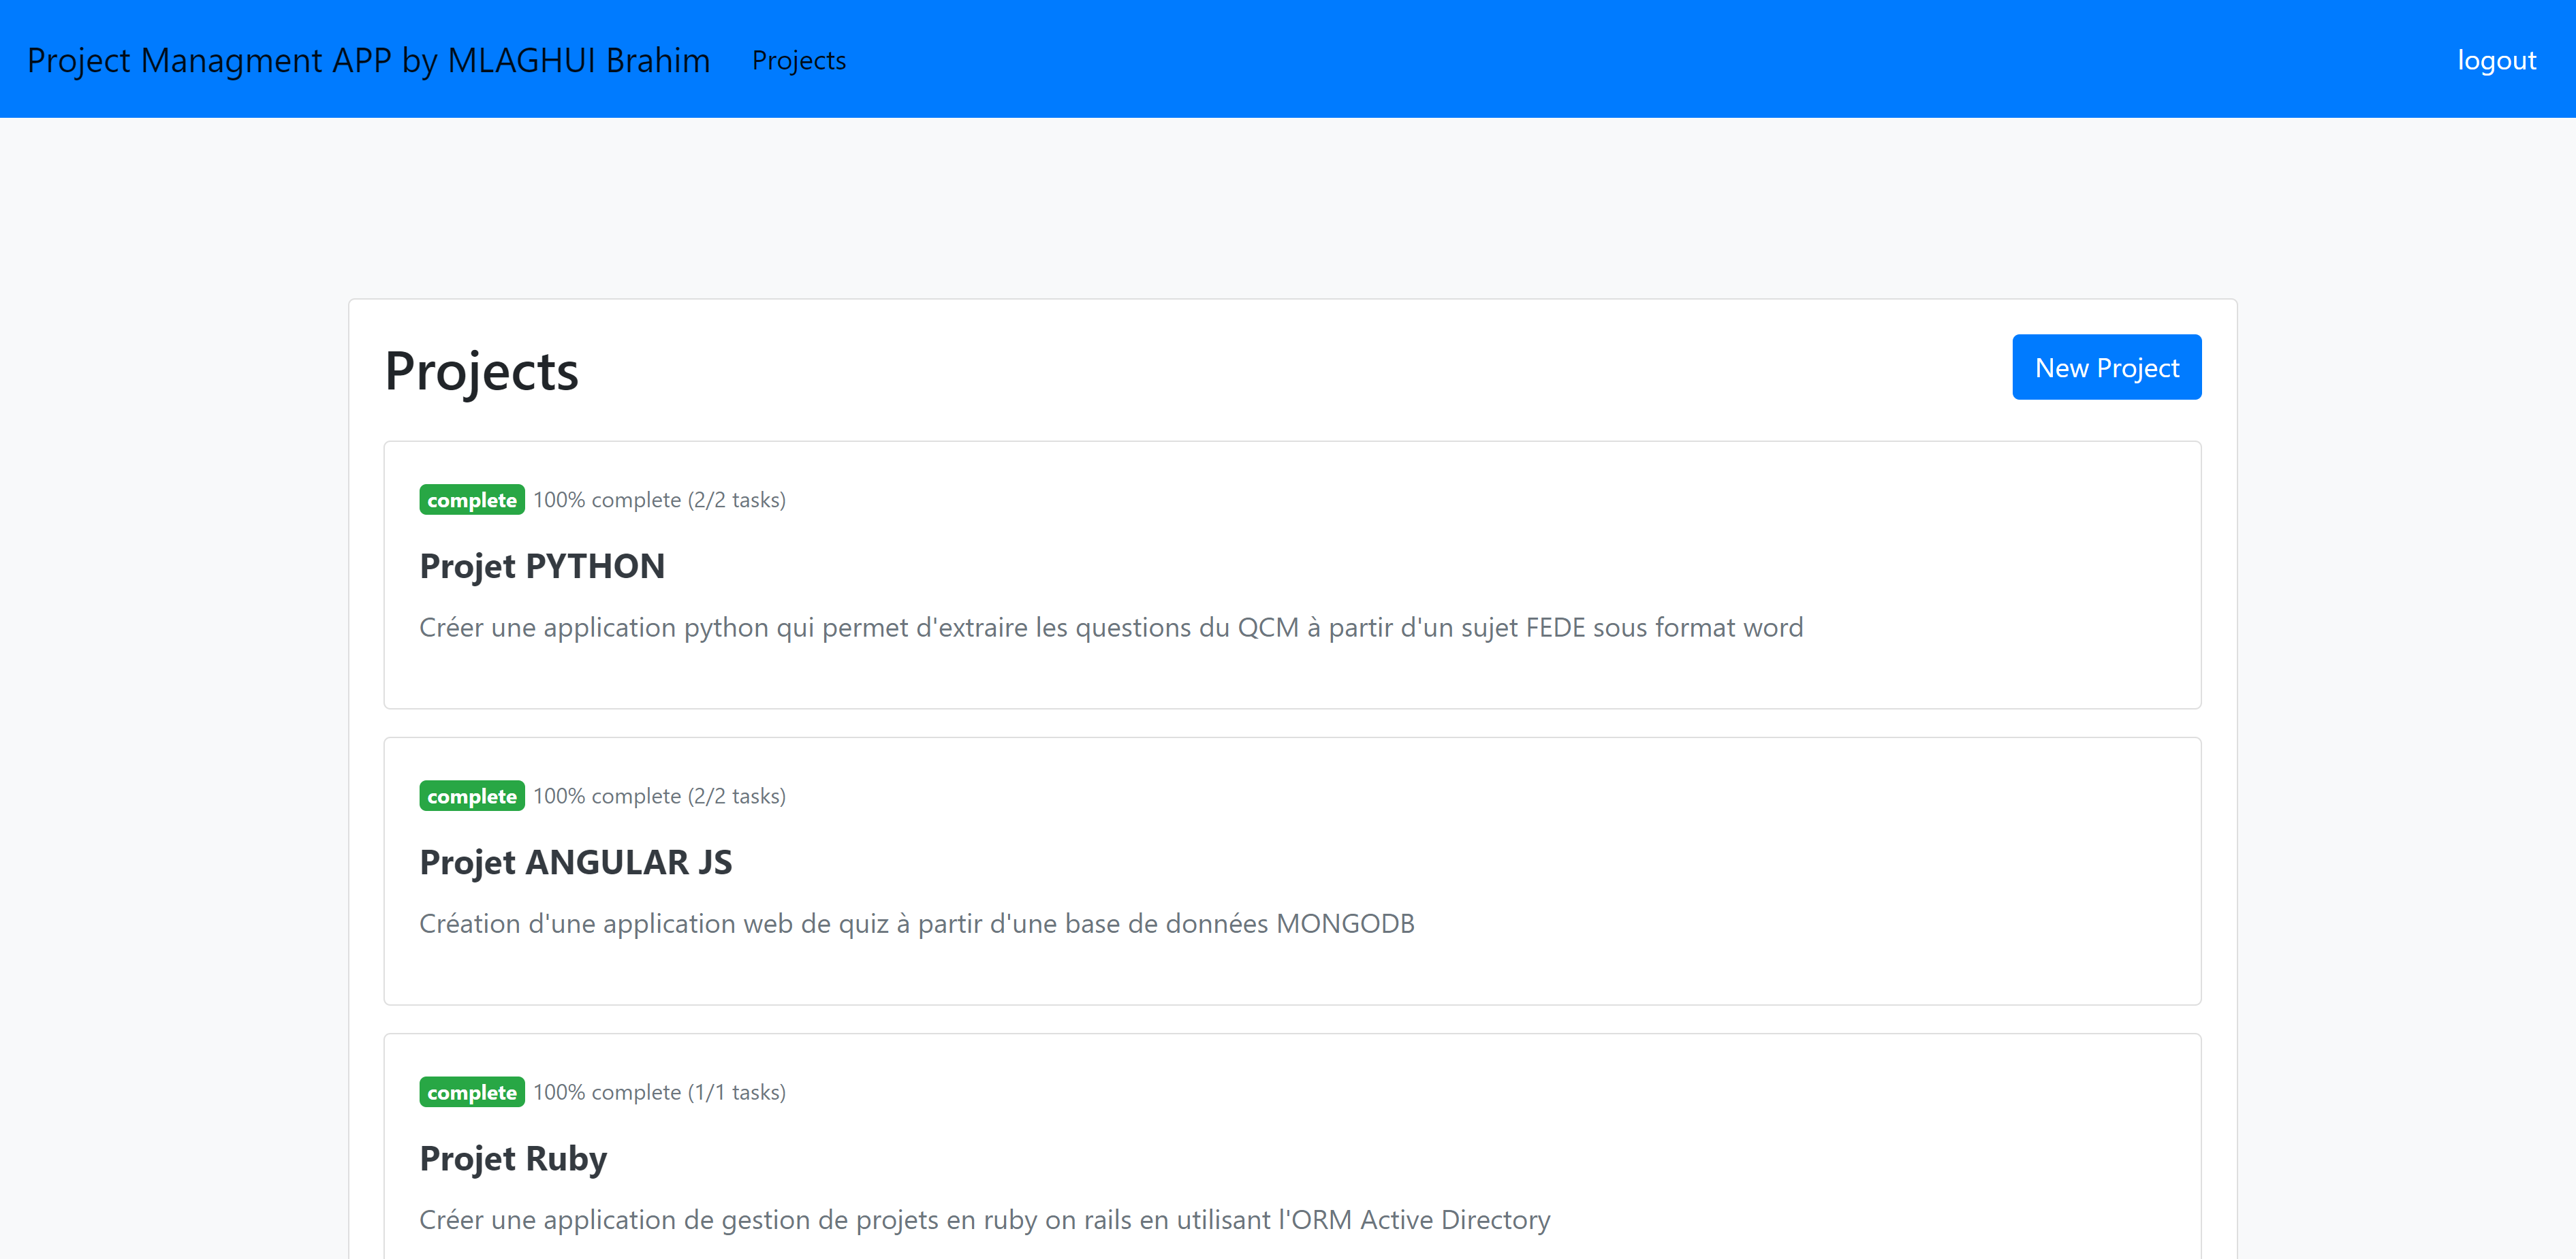 Project Managment APP by MLAGHUI Brahim Projects logout
Projects New Project
complete 100% complete (2/2 tasks)
Projet PYTHON
Créer une application python qui permet d'extraire les questions du QCM à partir d'un sujet FEDE sous format word
complete 100% complete (2/2 tasks)
Projet ANGULAR JS
Création d'une application web de quiz à partir d'une base de données MONGODB
complete 100% complete (1/1 tasks)
Projet Ruby
Créer une application de gestion de projets en ruby on rails en utilisant l'ORM Active Directory